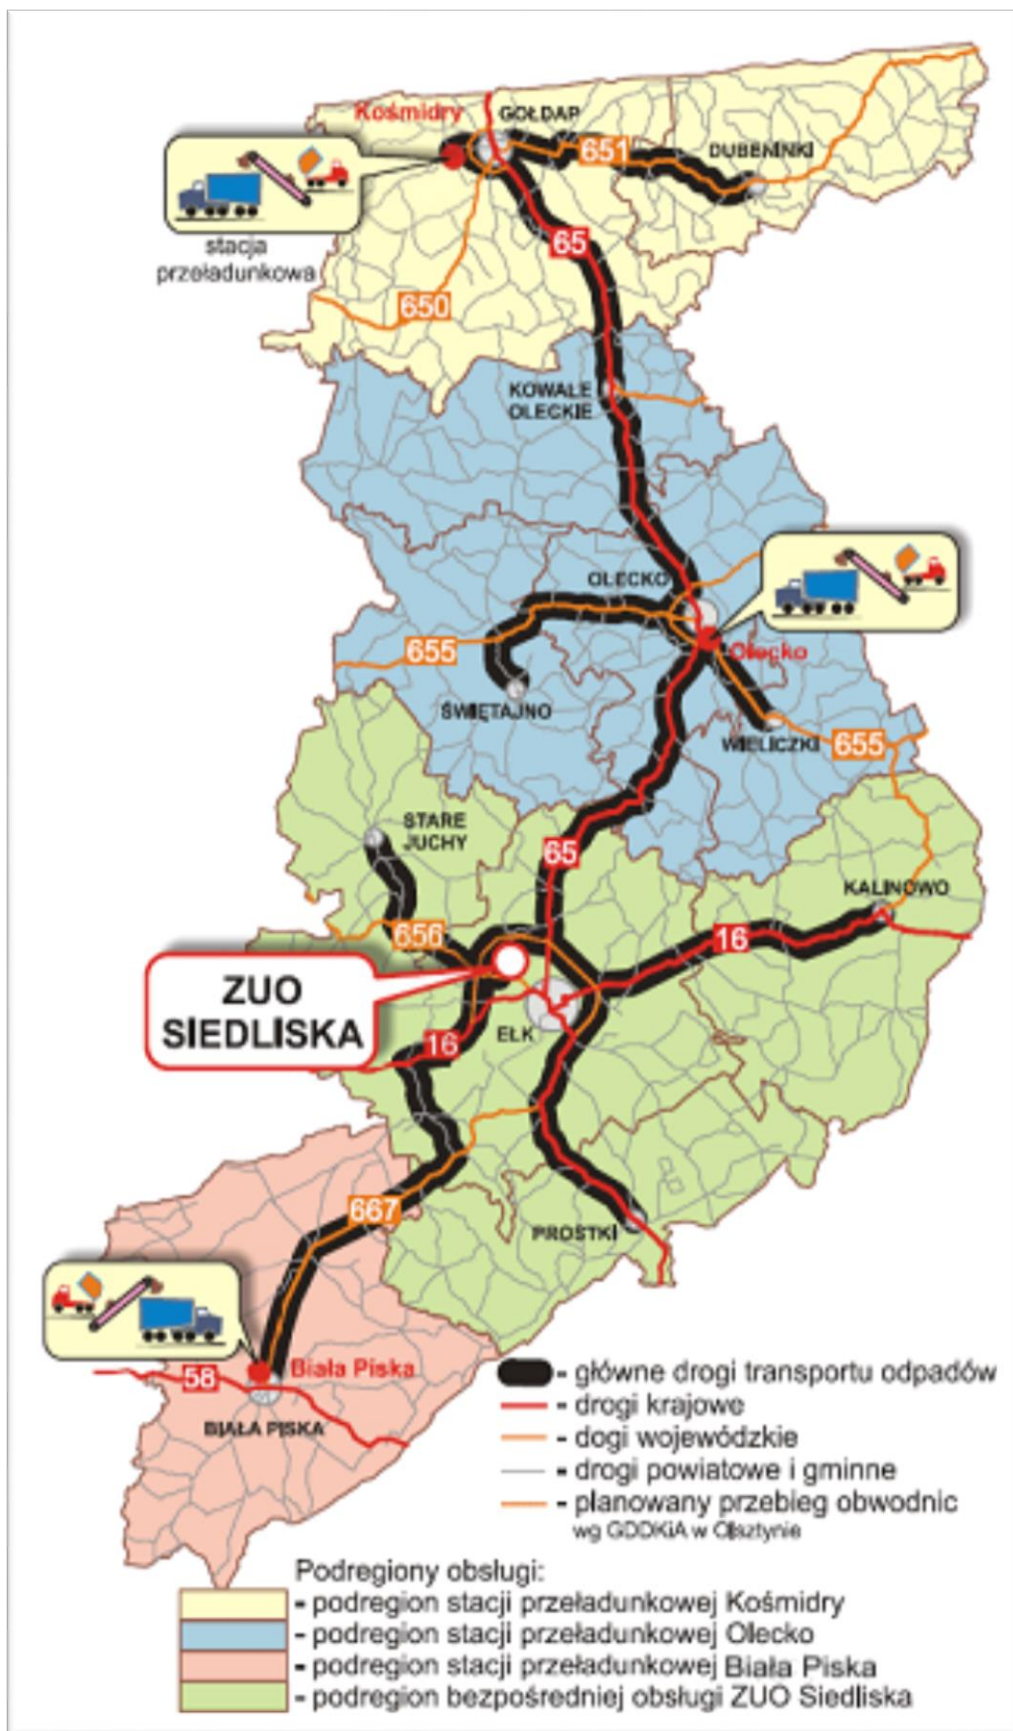 Kośmidry
GOŁDAP
651
DUBENINKI
stacja
przeładunkowa
65
650
KOWALE
OLECKIE
OLECKO
Olecko
655
ŚWIĘTAJNO
WIELICZKI
655
STARE
JUCHY
65
KALINOWO
656
16
ZUO
SIEDLISKA
EŁK
16
667
PROSTKI
Biała Piska
58
BIAŁA PISKA
- główne drogi transportu odpadów
- drogi krajowe
- dogi wojewódzkie
- drogi powiatowe i gminne
- planowany przebieg obwodnic
wg GDDKiA w Olsztynie
Podregiony obsługi:
- podregion stacji przeładunkowej Kośmidry
- podregion stacji przeładunkowej Olecko
- podregion stacji przeładunkowej Biała Piska
- podregion bezpośredniej obsługi ZUO Siedliska